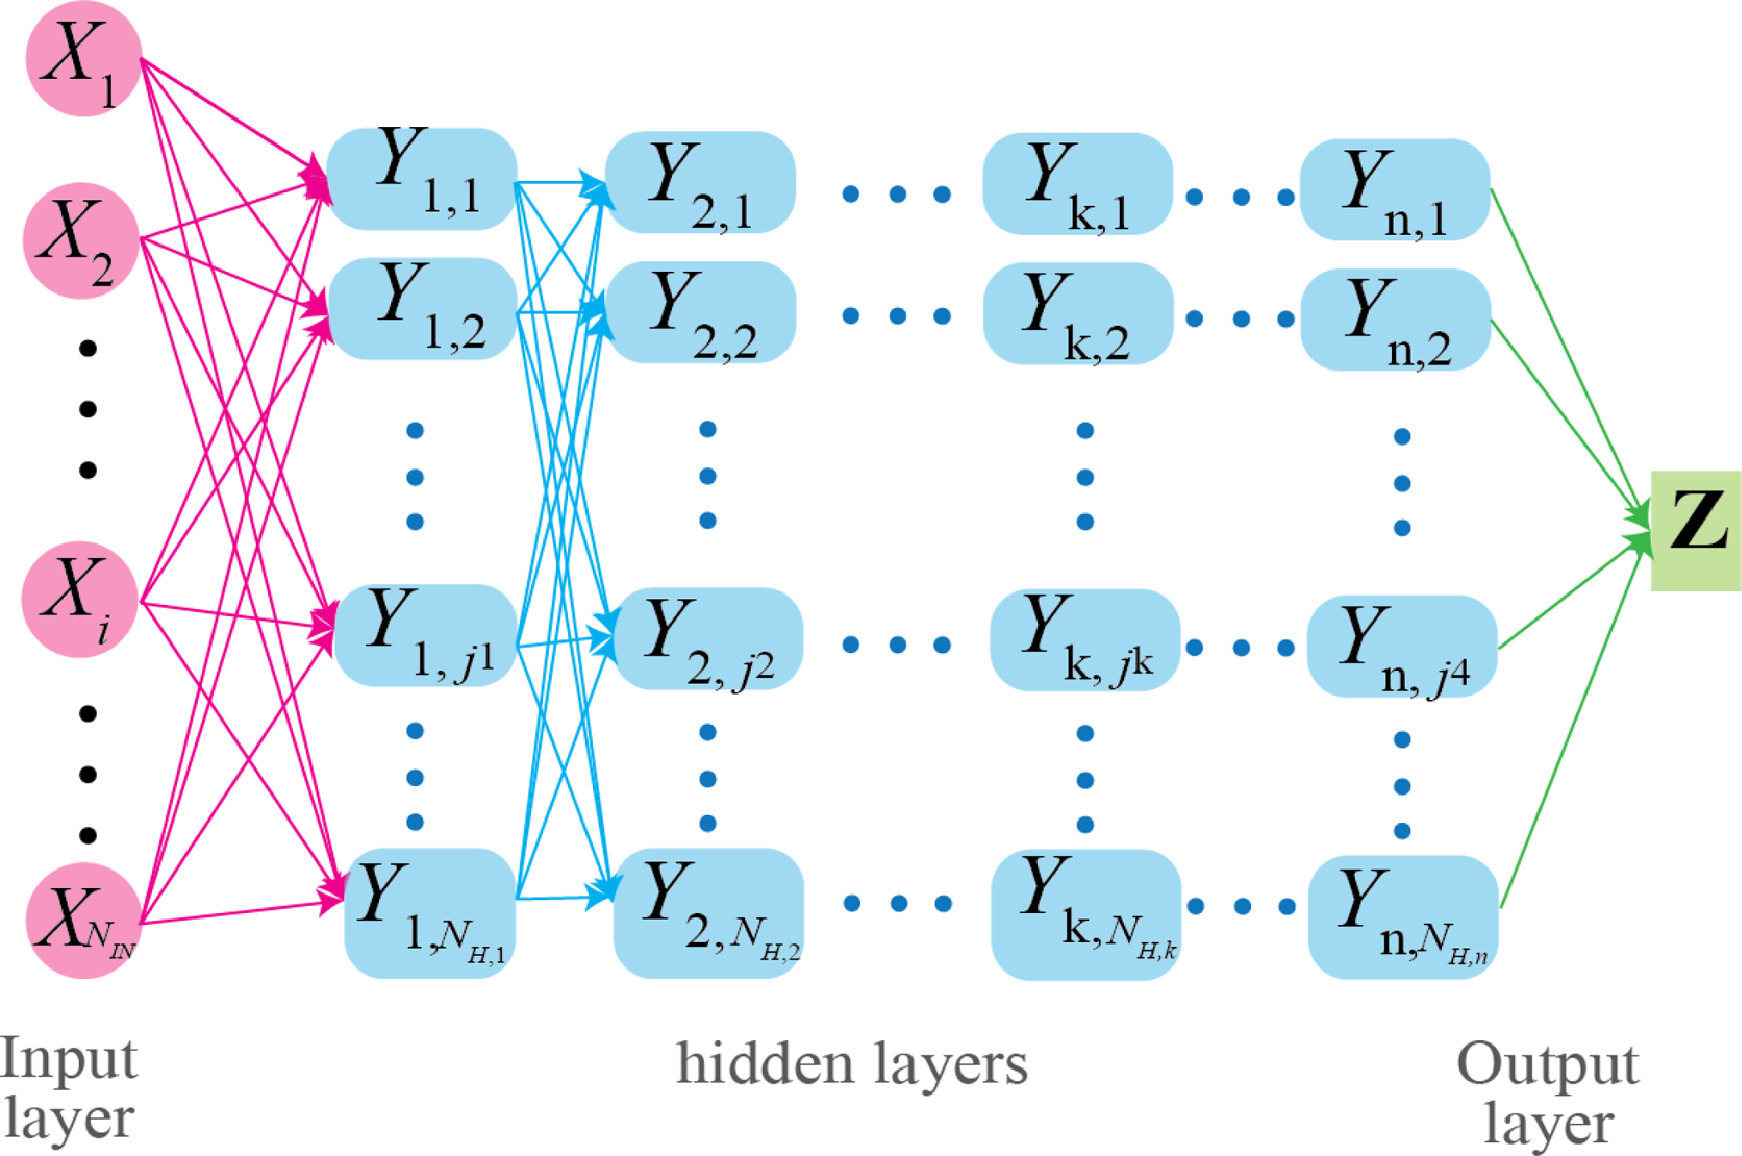 X1
X2
Xi
XNIN
Y1,1
Y1,2
Y1, j1
Y1,NH,1
Y2,1
Y2,2
Y2, j2
Y2, NH,2
Yk,1
Yk,2
Yk, jk
Yk, NH,k
Yn,1
Yn,2
Yn, j4
Yn,NH,n
Z
Input
layer
hidden layers
Output
layer